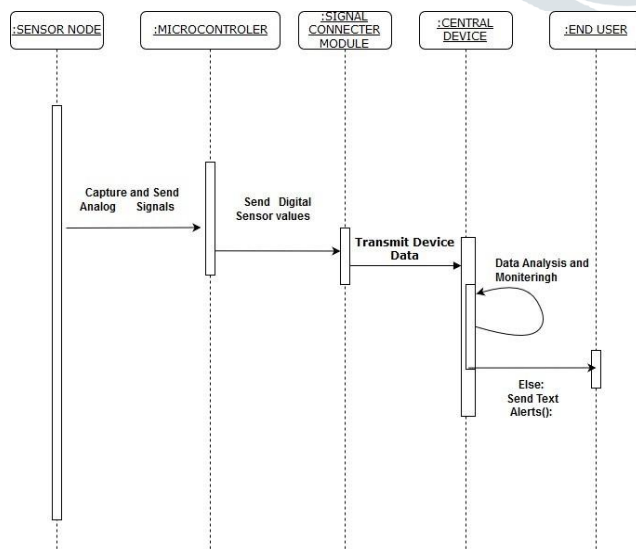 :SENSOR NODE
:MICROCONTROLER
:SIGNAL
CONNECTER
MODULE
:CENTRAL
DEVICE
:END USER
Capture and Send
Analog Signals
Send Digital
Sensor values
Transmit Device
Data
Data Analysis and
Moniteringh
Else:
Send Text
Alerts():